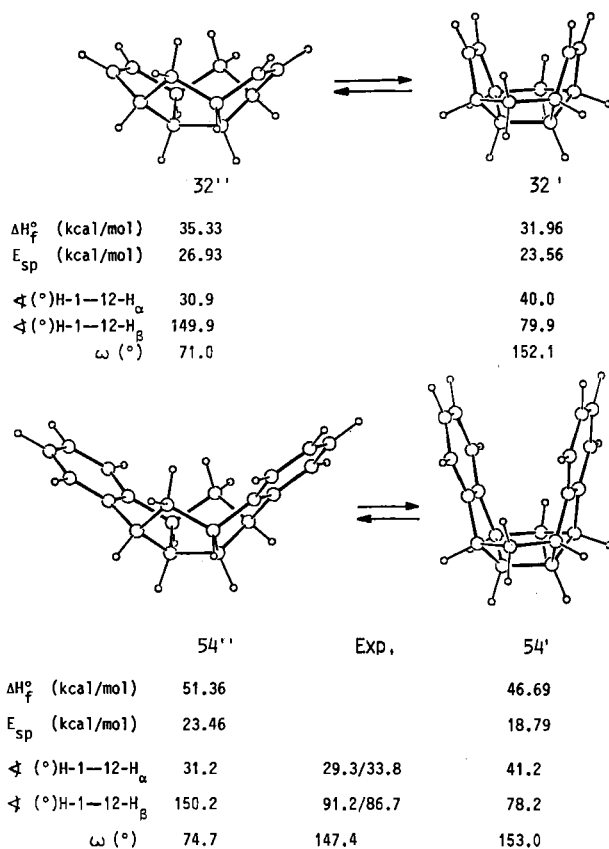 32'' 32'
ΔH°f (kcal/mol) 35.33 31.96
Esp (kcal/mol) 26.93 23.56
∢ (°)H-1—12-Hα 30.9 40.0
∢ (°)H-1—12-Hβ 149.9 79.9
ω (°) 71.0 152.1
54'' Exp. 54'
ΔH°f (kcal/mol) 51.36 46.69
Esp (kcal/mol) 23.46 18.79
∢ (°)H-1—12-Hα 31.2 29.3/33.8 41.2
∢ (°)H-1—12-Hβ 150.2 91.2/86.7 78.2
ω (°) 74.7 147.4 153.0